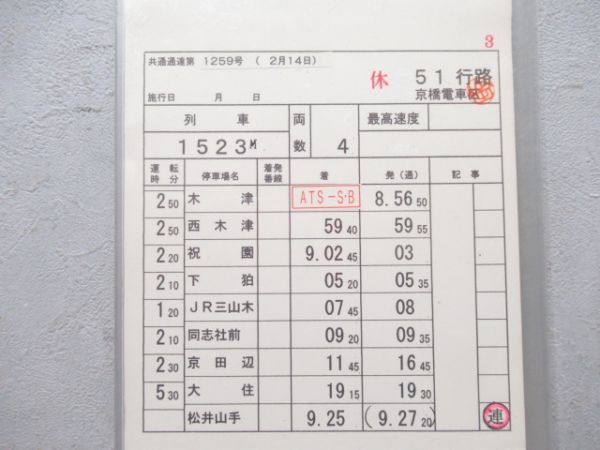 3
共通通達第 1259号 ( 2月14日)
休 51行路
施行日 月 日 京橋電車区
列車 両数 最高速度
1523M 4
運転時分 停車場名 着発番線 着 発(通) 記事
2 50 木津 ATS-S･B 8.56 50
2 50 西木津 59 40 59 55
2 20 祝園 9.02 45 03
2 10 下狛 05 20 05 35
1 20 JR三山木 07 45 08
2 10 同志社前 09 20 09 35
2 30 京田辺 11 45 16 45
5 30 大住 19 15 19 30
松井山手 9.25 (9.27 20) 連